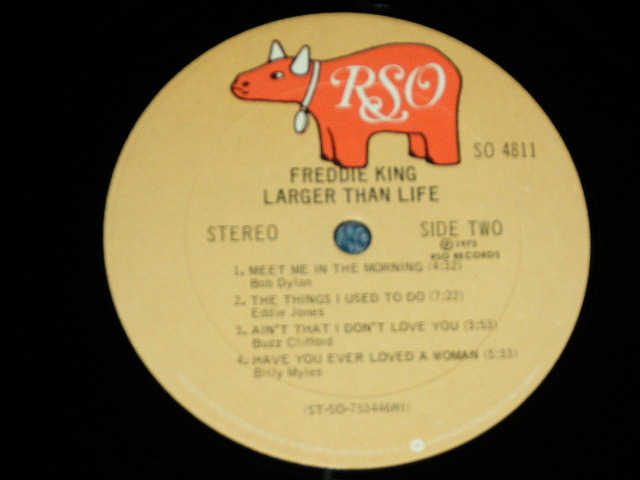 RSO
SO 4811
FREDDIE KING
LARGER THAN LIFE
STEREO
SIDE TWO
℗ 1975
RSO RECORDS
1. MEET ME IN THE MORNING (4:52)
Bob Dylan
2. THE THINGS I USED TO DO (7:22)
Eddie Jones
3. AIN'T THAT I DON'T LOVE YOU (5:53)
Buzz Clifford
4. HAVE YOU EVER LOVED A WOMAN (5:33)
Billy Myles